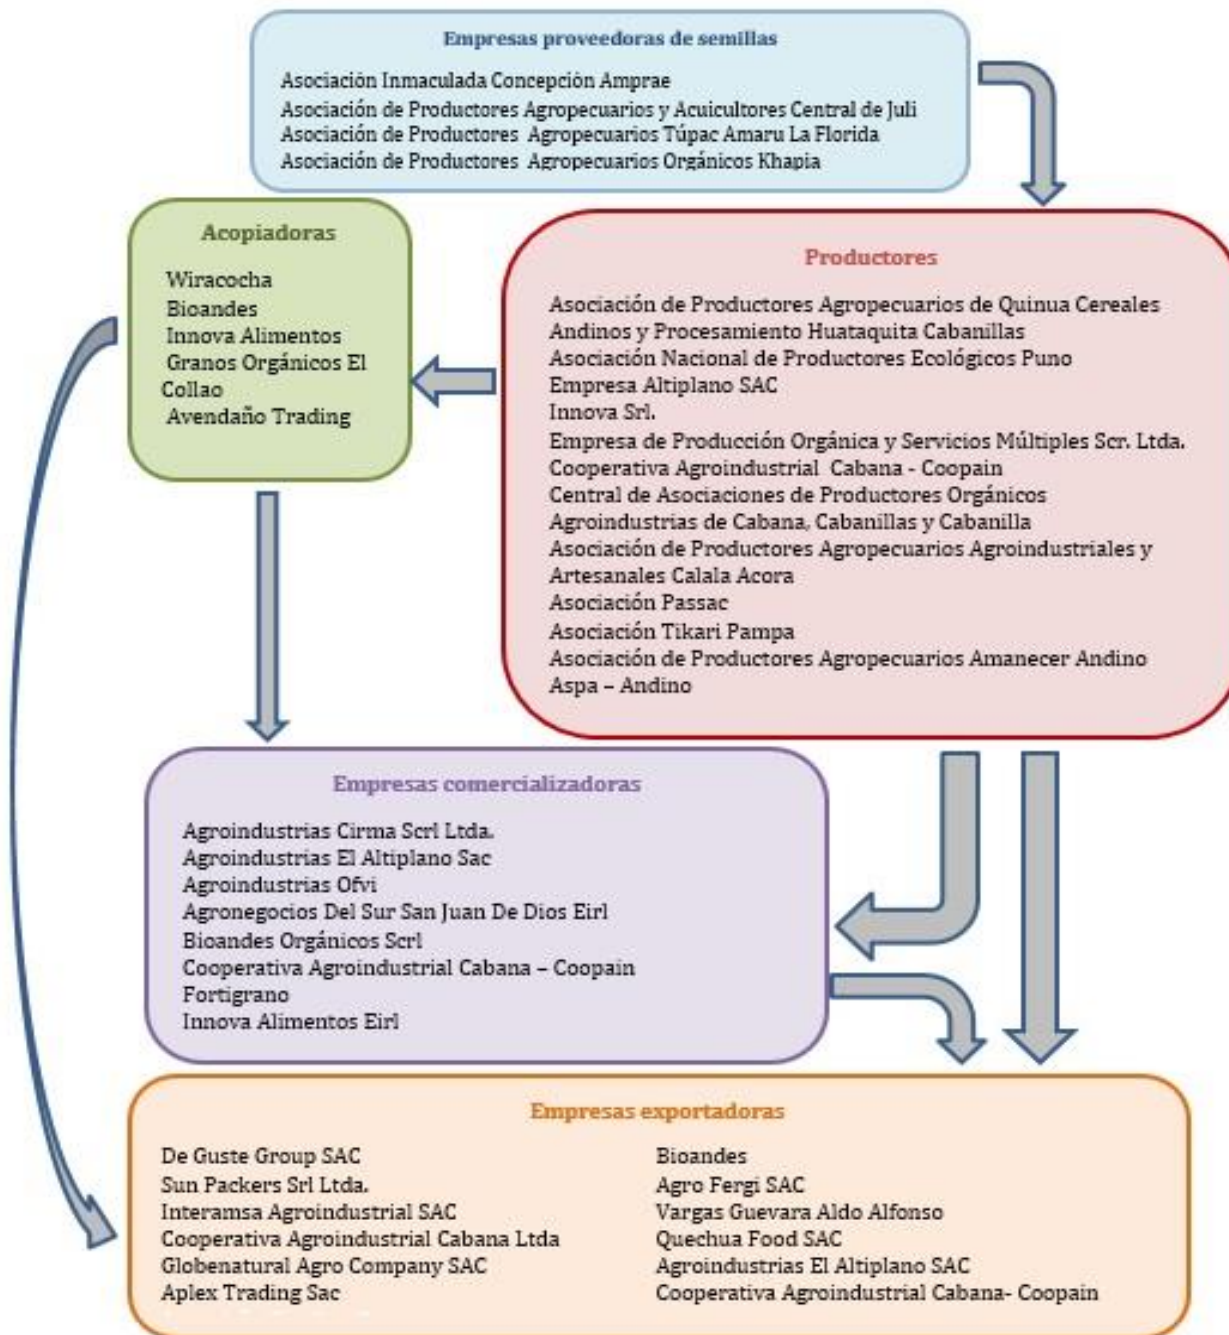 Empresas proveedoras de semillas
Asociación Inmaculada Concepción Amprae
Asociación de Productores Agropecuarios y Acuicultores Central de Juli
Asociación de Productores Agropecuarios Túpac Amaru La Florida
Asociación de Productores Agropecuarios Orgánicos Khapia
Acopiadoras
Wiracocha
Bioandes
Innova Alimentos
Granos Orgánicos El
Collao
Avendaño Trading
Productores
Asociación de Productores Agropecuarios de Quinua Cereales
Andinos y Procesamiento Huataquita Cabanillas
Asociación Nacional de Productores Ecológicos Puno
Empresa Altiplano SAC
Innova Srl.
Empresa de Producción Orgánica y Servicios Múltiples Scr. Ltda.
Cooperativa Agroindustrial Cabana - Coopain
Central de Asociaciones de Productores Orgánicos
Agroindustrias de Cabana, Cabanillas y Cabanilla
Asociación de Productores Agropecuarios Agroindustriales y
Artesanales Calala Acora
Asociación Passac
Asociación Tikari Pampa
Asociación de Productores Agropecuarios Amanecer Andino
Aspa – Andino
Empresas comercializadoras
Agroindustrias Cirma Scrl Ltda.
Agroindustrias El Altiplano Sac
Agroindustrias Ofvi
Agronegocios Del Sur San Juan De Dios Eirl
Bioandes Orgánicos Scrl
Cooperativa Agroindustrial Cabana – Coopain
Fortigrano
Innova Alimentos Eirl
Empresas exportadoras
De Guste Group SAC
Sun Packers Srl Ltda.
Interamsa Agroindustrial SAC
Cooperativa Agroindustrial Cabana Ltda
Globenatural Agro Company SAC
Aplex Trading Sac
Bioandes
Agro Fergi SAC
Vargas Guevara Aldo Alfonso
Quechua Food SAC
Agroindustrias El Altiplano SAC
Cooperativa Agroindustrial Cabana- Coopain